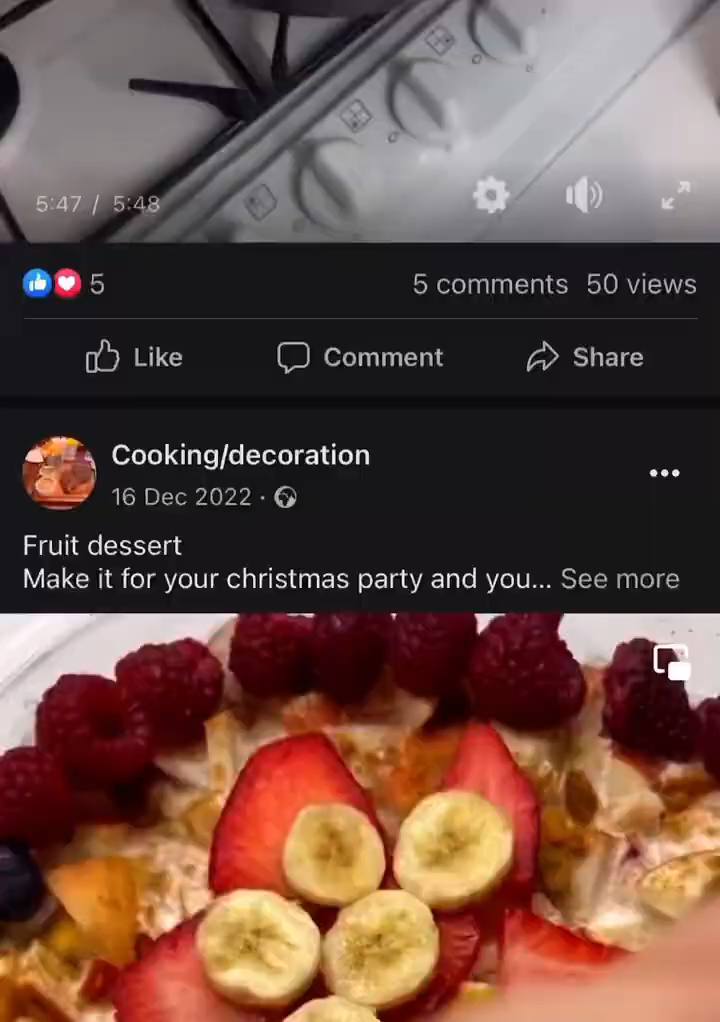 5:47 / 5:48
5
5 comments 50 views
Like
Comment
Share
Cooking/decoration
16 Dec 2022 ·
Fruit dessert
Make it for your christmas party and you... See more